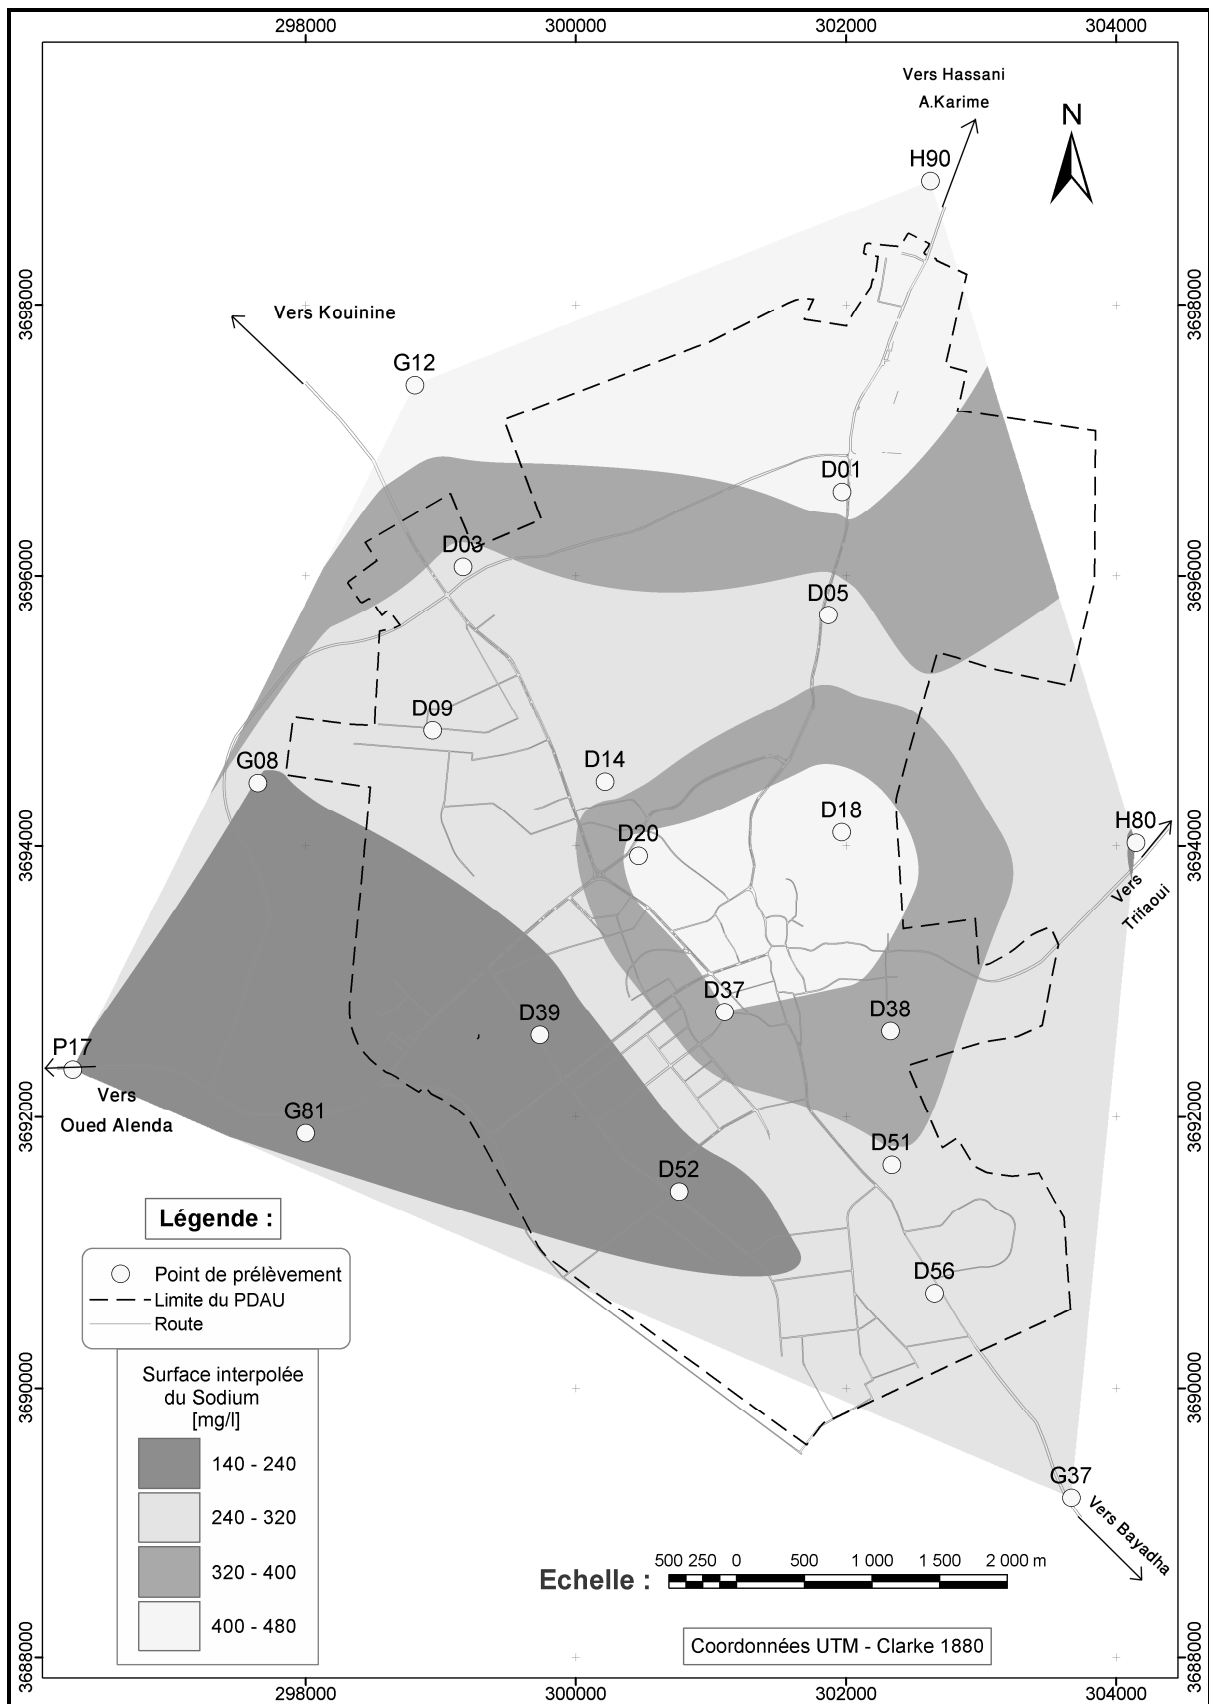 298000
300000
302000
304000
Vers Hassani
A.Karime
N
H90
3698000
3698000
Vers Kouinine
G12
D01
D03
3696000
3696000
D05
D09
G08
D14
D18
H80
D20
3694000
3694000
Vers
Trifaoui
D37
D38
D39
P17
Vers
Oued Alenda
G81
3692000
3692000
D51
D52
D56
Légende :
Point de prélèvement
Limite du PDAU
Route
3690000
3690000
Surface interpolée
du Sodium
[mg/l]
140 - 240
240 - 320
320 - 400
400 - 480
G37
Vers Bayadha
500 250 0 500 1 000 1 500 2 000 m
Echelle :
Coordonnées UTM - Clarke 1880
3688000
3688000
298000
300000
302000
304000